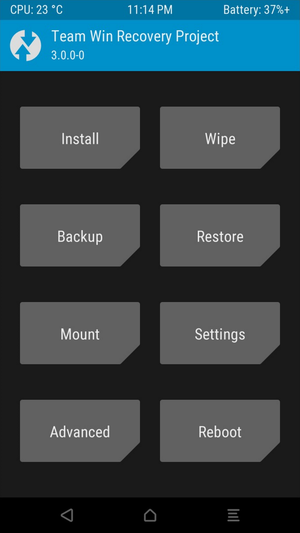 CPU: 23 °C 11:14 PM Battery: 37%+
Team Win Recovery Project
3.0.0-0
Install Wipe
Backup Restore
Mount Settings
Advanced Reboot